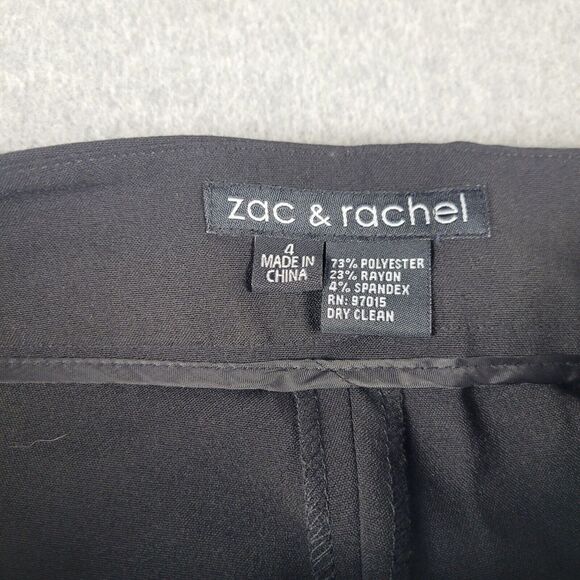 zac & rachel
4
MADE IN
CHINA
73% POLYESTER
23% RAYON
4% SPANDEX
RN: 97015
DRY CLEAN